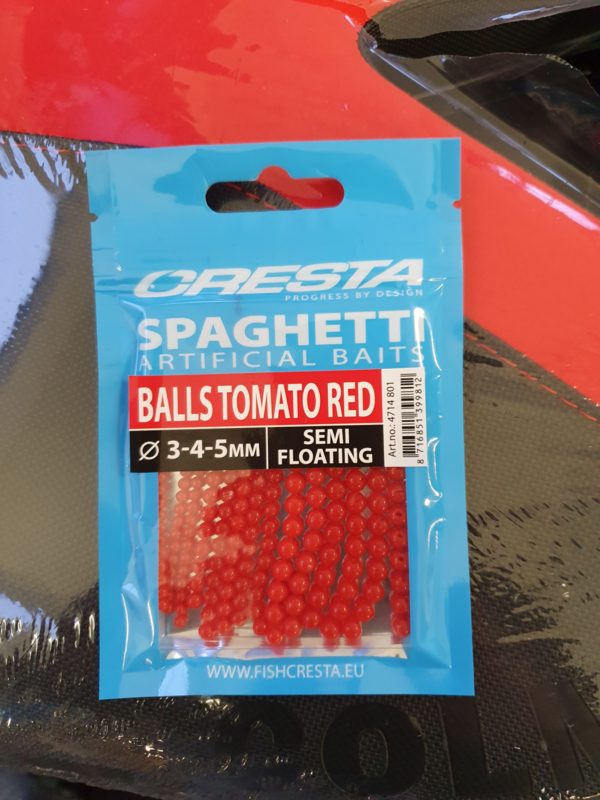 CRESTA
PROGRESS BY DESIGN
SPAGHETTI
ARTIFICIAL BAITS
BALLS TOMATO RED
Ø 3-4-5MM
SEMI
FLOATING
Art.no.: 4714 801
8 716851 399812
WWW.FISHCRESTA.EU